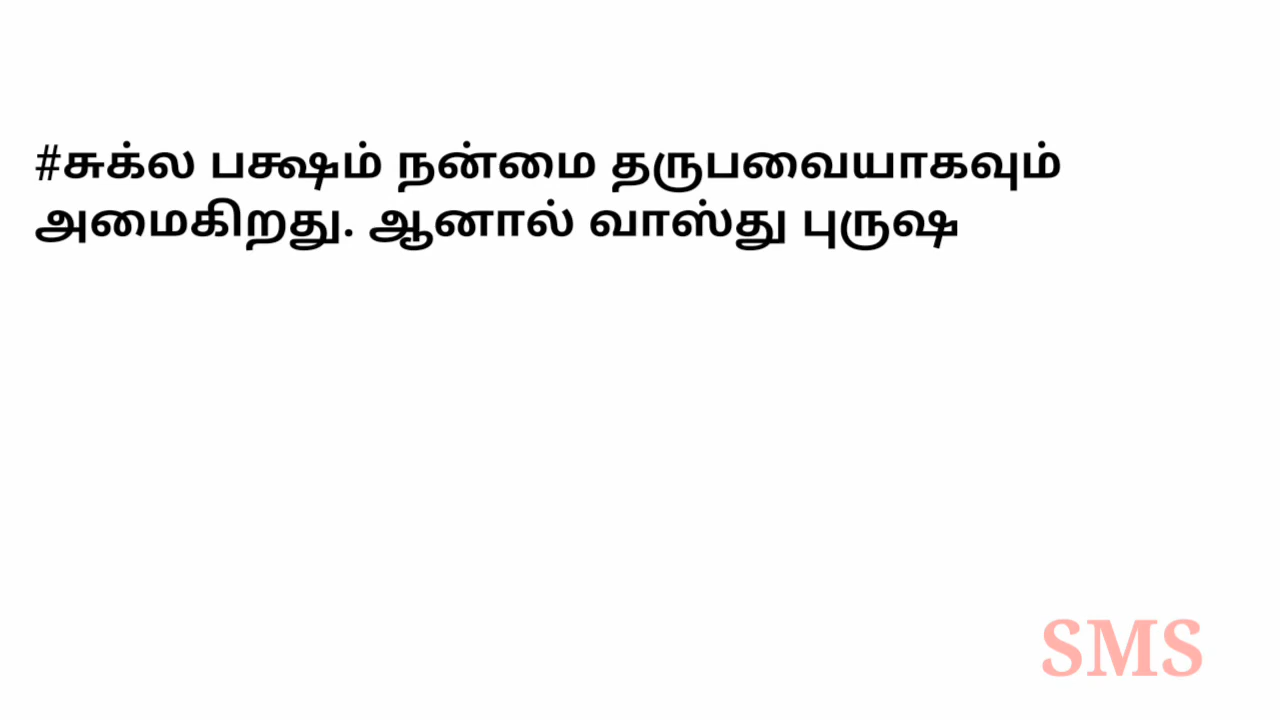 #சுக்ல பக்ஷம் நன்மை தருபவையாகவும்
அமைகிறது. ஆனால் வாஸ்து புருஷ
SMS